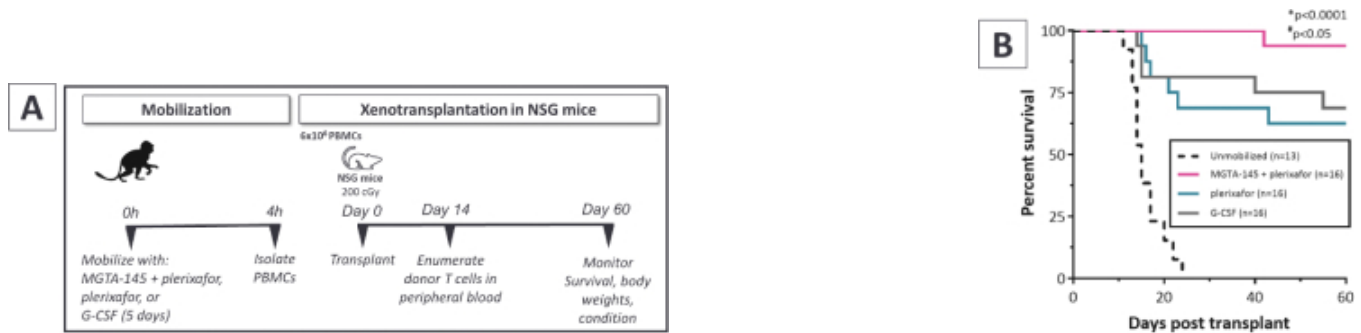 A
Mobilization
Xenotransplantation in NSG mice
6x10⁶ PBMCs
NSG mice
200 cGy
0h
4h
Day 0
Day 14
Day 60
Mobilize with:
MGTA-145 + plerixafor,
plerixafor, or
G-CSF (5 days)
Isolate
PBMCs
Transplant
Enumerate
donor T cells in
peripheral blood
Monitor
Survival, body
weights,
condition
B
*p<0.0001
*p<0.05
Percent survival
100
75
50
25
0
Unmobilized (n=13)
MGTA-145 + plerixafor (n=16)
plerixafor (n=16)
G-CSF (n=16)
0
20
40
60
Days post transplant